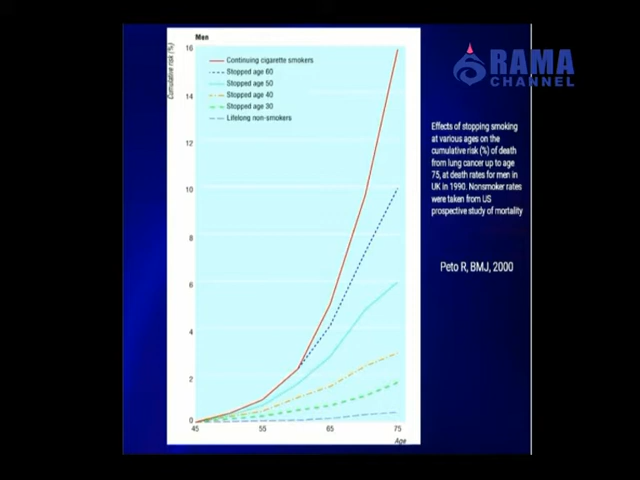 Men
RAMA
CHANNEL
Cumulative risk (%)
16
14
12
10
8
6
4
2
0
Continuing cigarette smokers
Stopped age 60
Stopped age 50
Stopped age 40
Stopped age 30
Lifelong non-smokers
45
55
65
75
Age
Effects of stopping smoking
at various ages on the
cumulative risk (%) of death
from lung cancer up to age
75, at death rates for men in
UK in 1990. Nonsmoker rates
were taken from US
prospective study of mortality
Peto R, BMJ, 2000